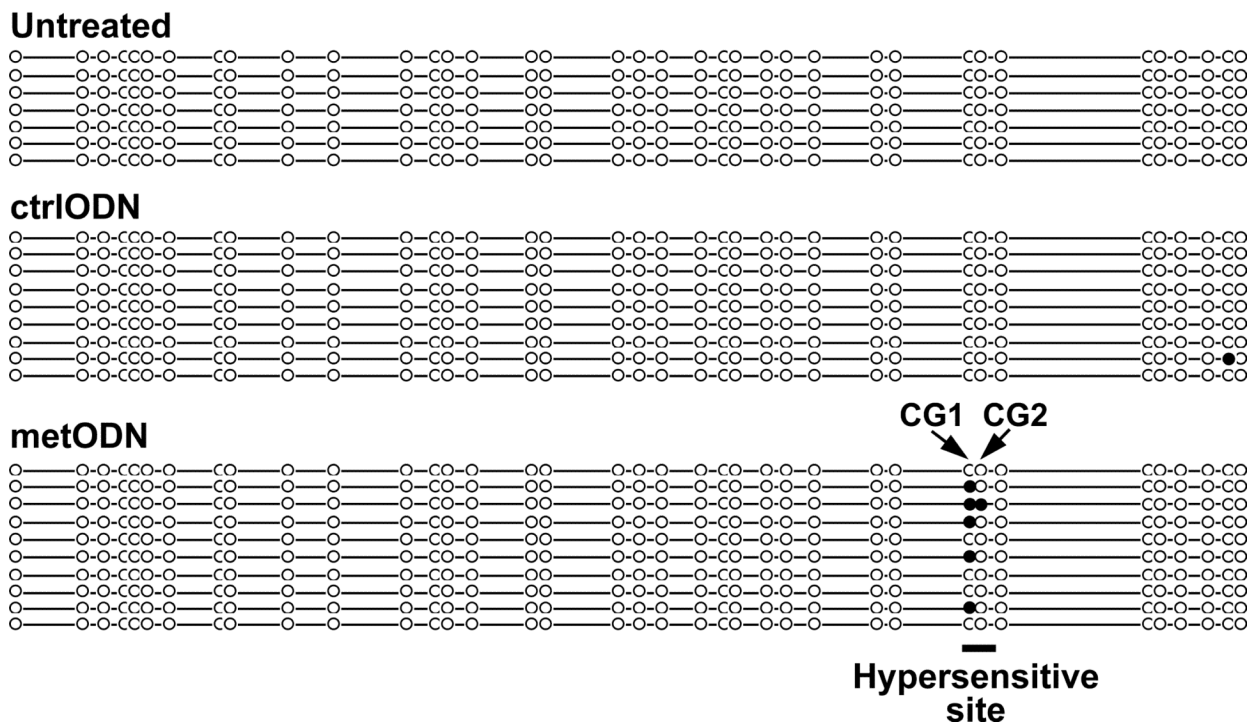 Untreated
ctrlODN
CG1 CG2
metODN
Hypersensitive
site